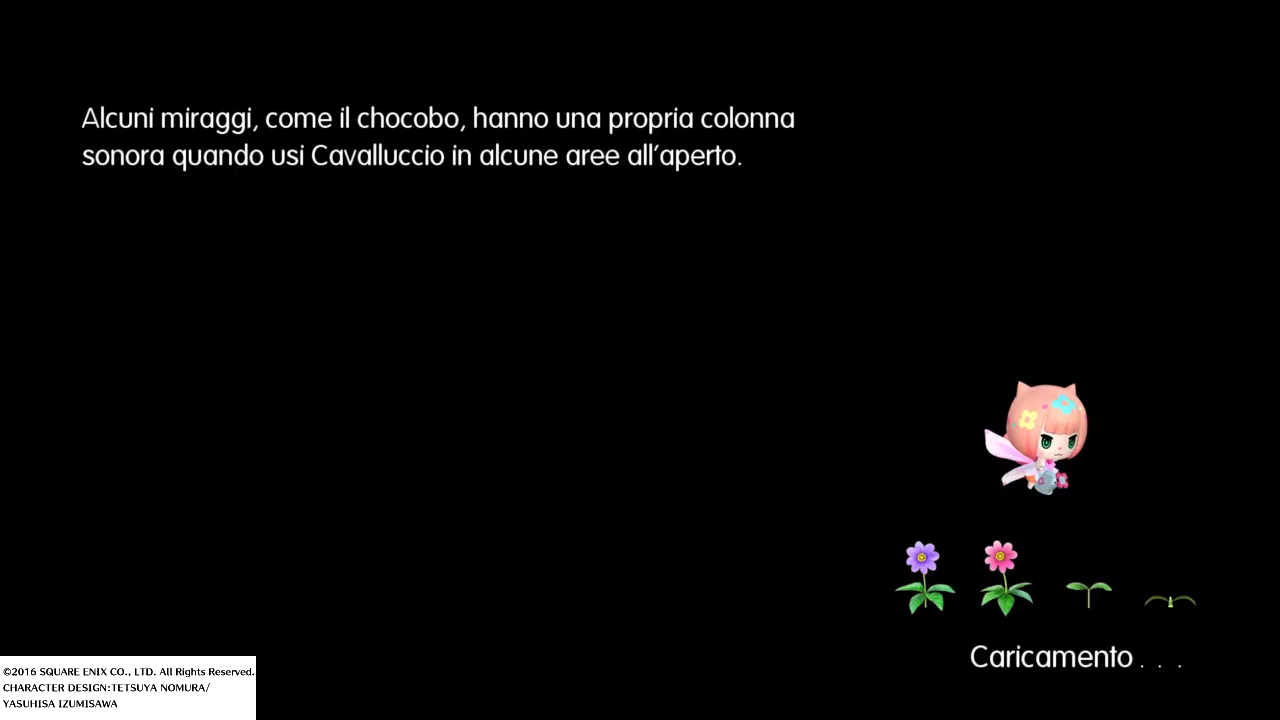 Alcuni miraggi, come il chocobo, hanno una propria colonna
sonora quando usi Cavalluccio in alcune aree all'aperto.
Caricamento . . .
©2016 SQUARE ENIX CO., LTD. All Rights Reserved.
CHARACTER DESIGN:TETSUYA NOMURA/
YASUHISA IZUMISAWA